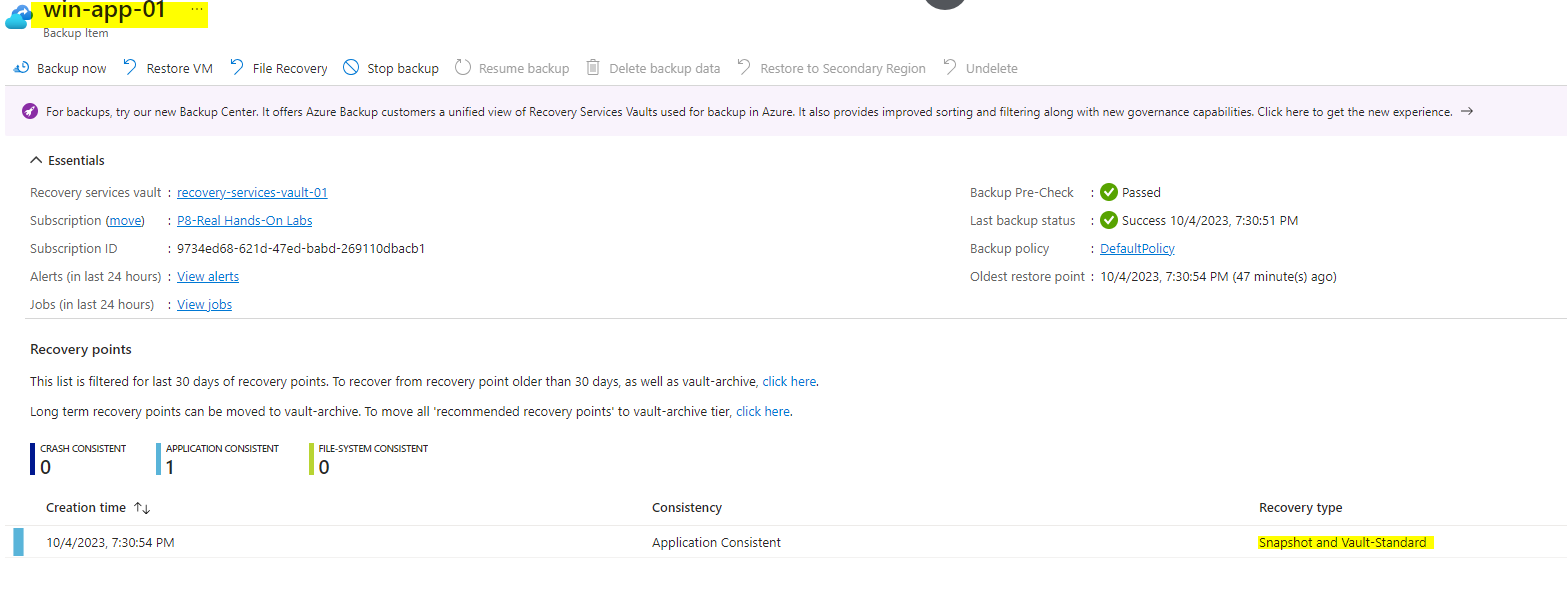 win-app-01 ...
Backup Item
Backup now Restore VM File Recovery Stop backup Resume backup Delete backup data Restore to Secondary Region Undelete
For backups, try our new Backup Center. It offers Azure Backup customers a unified view of Recovery Services Vaults used for backup in Azure. It also provides improved sorting and filtering along with new governance capabilities. Click here to get the new experience. →
Essentials
Recovery services vault : recovery-services-vault-01
Subscription (move) : P8-Real Hands-On Labs
Subscription ID : 9734ed68-621d-47ed-babd-269110dbacb1
Alerts (in last 24 hours) : View alerts
Jobs (in last 24 hours) : View jobs
Backup Pre-Check : Passed
Last backup status : Success 10/4/2023, 7:30:51 PM
Backup policy : DefaultPolicy
Oldest restore point : 10/4/2023, 7:30:54 PM (47 minute(s) ago)
Recovery points
This list is filtered for last 30 days of recovery points. To recover from recovery point older than 30 days, as well as vault-archive, click here.
Long term recovery points can be moved to vault-archive. To move all 'recommended recovery points' to vault-archive tier, click here.
CRASH CONSISTENT APPLICATION CONSISTENT FILE-SYSTEM CONSISTENT
0 1 0
Creation time ↑↓ Consistency Recovery type
10/4/2023, 7:30:54 PM Application Consistent Snapshot and Vault-Standard